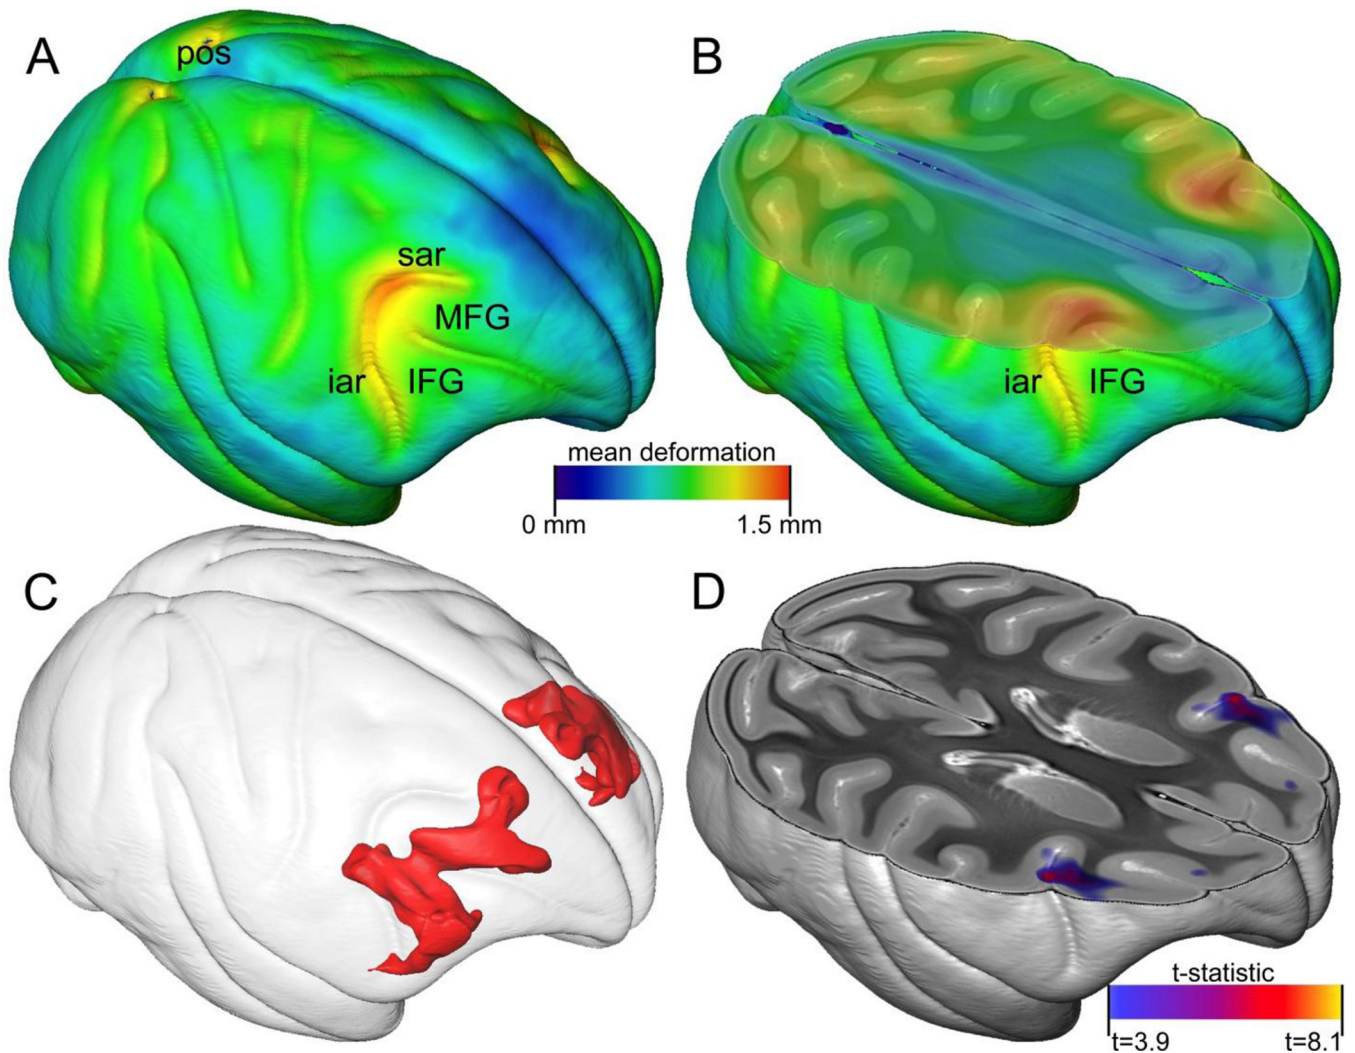 A
pos
sar
MFG
iar
IFG
B
iar
IFG
mean deformation
0 mm
1.5 mm
C
D
t-statistic
t=3.9
t=8.1